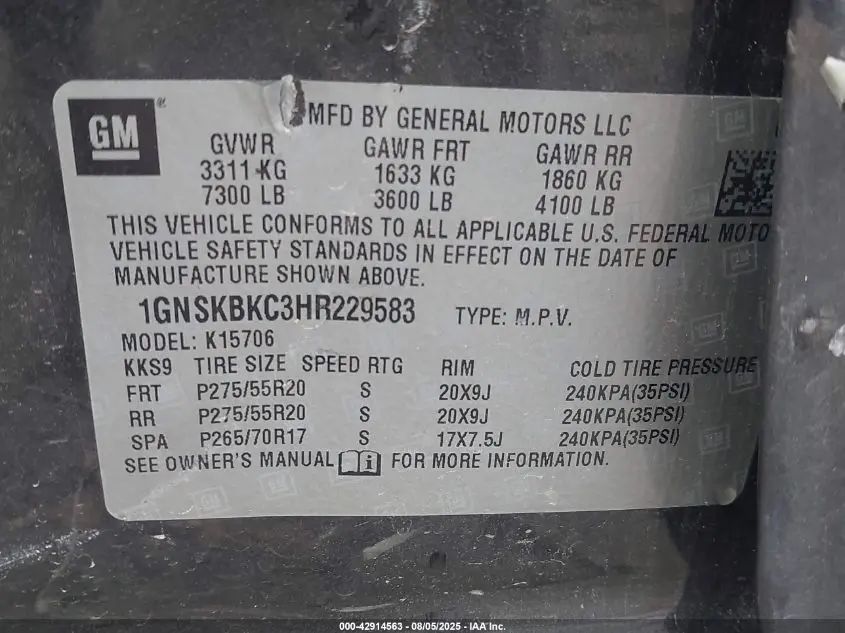 GM
MFD BY GENERAL MOTORS LLC
GVWR GAWR FRT GAWR RR
3311 KG 1633 KG 1860 KG
7300 LB 3600 LB 4100 LB
THIS VEHICLE CONFORMS TO ALL APPLICABLE U.S. FEDERAL MOTO
VEHICLE SAFETY STANDARDS IN EFFECT ON THE DATE OF
MANUFACTURE SHOWN ABOVE.
1GNSKBKC3HR229583 TYPE: M.P.V.
MODEL: K15706
KKS9 TIRE SIZE SPEED RTG RIM COLD TIRE PRESSURE
FRT P275/55R20 S 20X9J 240KPA(35PSI)
RR P275/55R20 S 20X9J 240KPA(35PSI)
SPA P265/70R17 S 17X7.5J 240KPA(35PSI)
SEE OWNER'S MANUAL i FOR MORE INFORMATION.
000-42914563 - 08/05/2025 - IAA Inc.